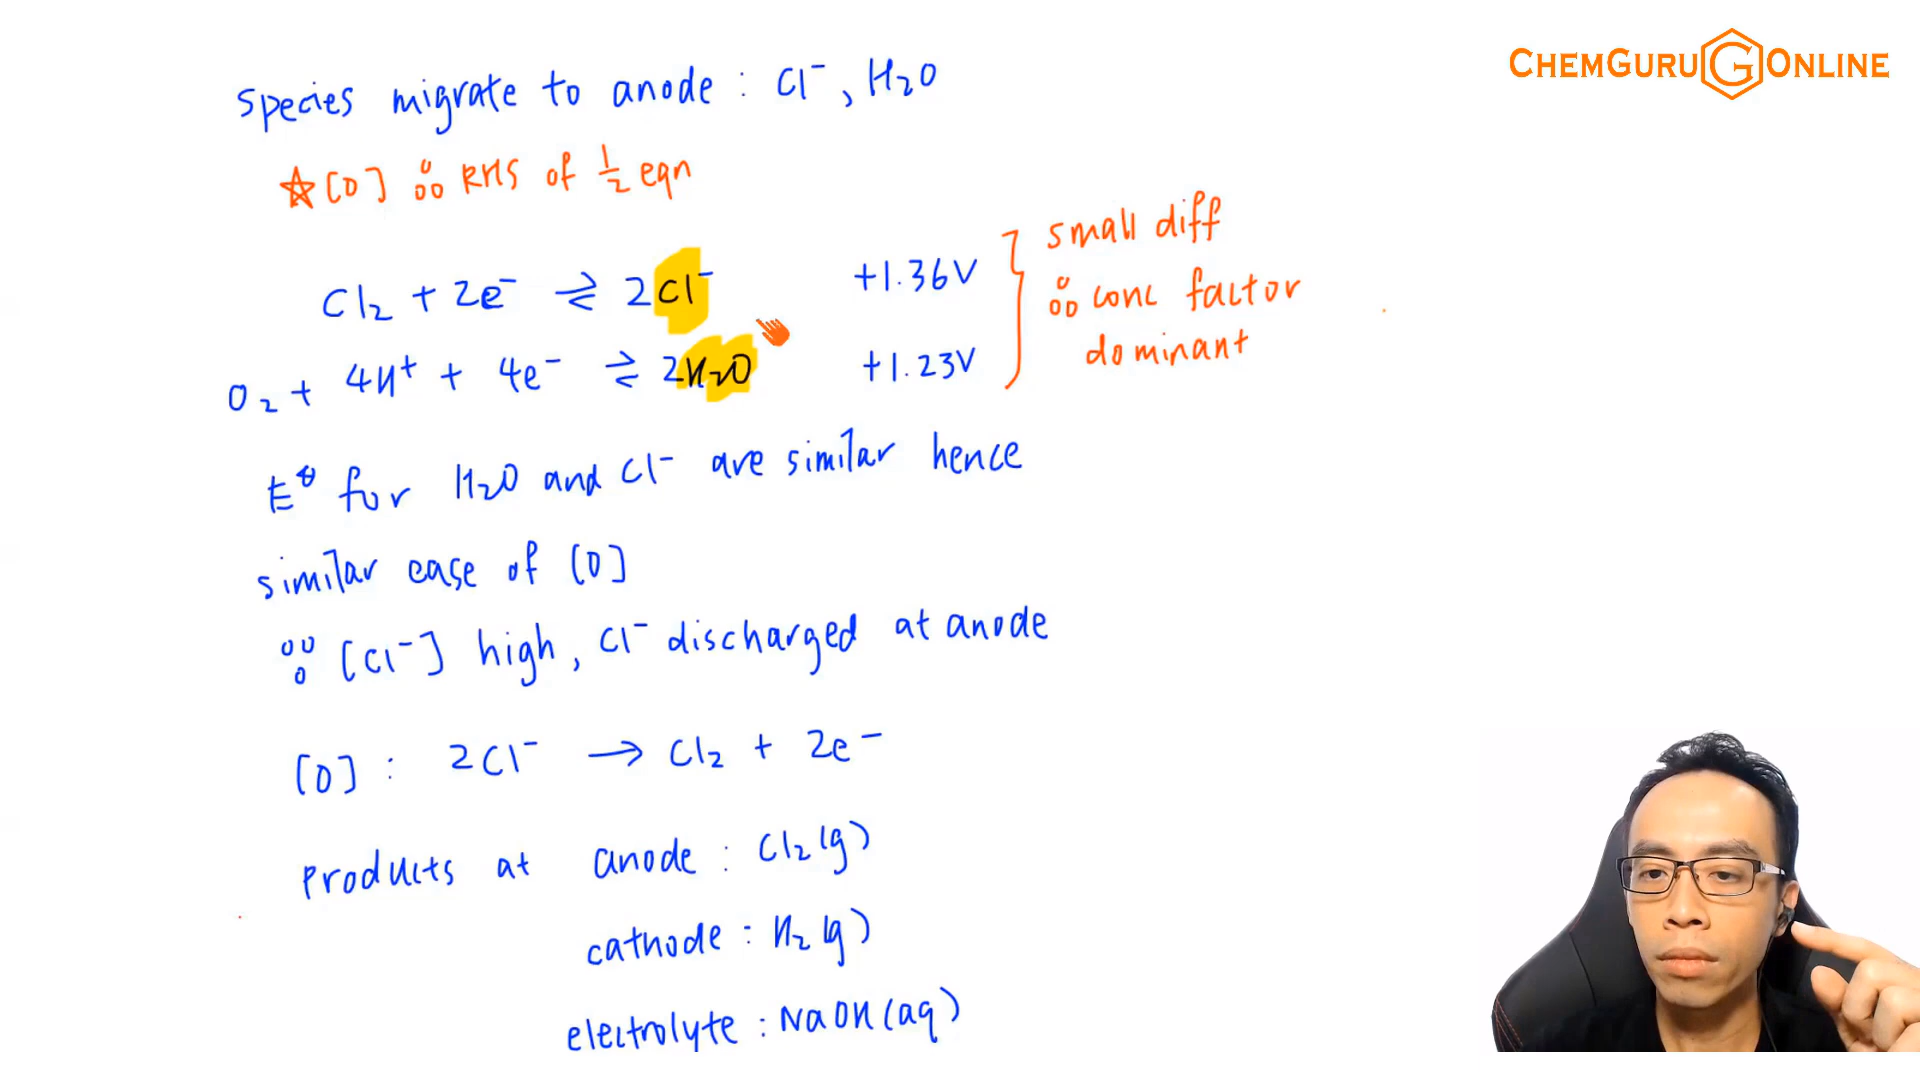 CHEMGURU G ONLINE
species migrate to anode : Cl⁻, H₂O
☆ [O] ∴ RHS of ½ eqn
Cl₂ + 2e⁻ ⇌ 2Cl⁻ +1.36V
O₂ + 4H⁺ + 4e⁻ ⇌ 2H₂O +1.23V
small diff
∴ conc factor
dominant
E⦵ for H₂O and Cl⁻ are similar hence
similar ease of [O]
∵ [Cl⁻] high, Cl⁻ discharged at anode
[O] : 2Cl⁻ → Cl₂ + 2e⁻
Products at anode : Cl₂(g)
cathode : H₂(g)
electrolyte : NaOH(aq)